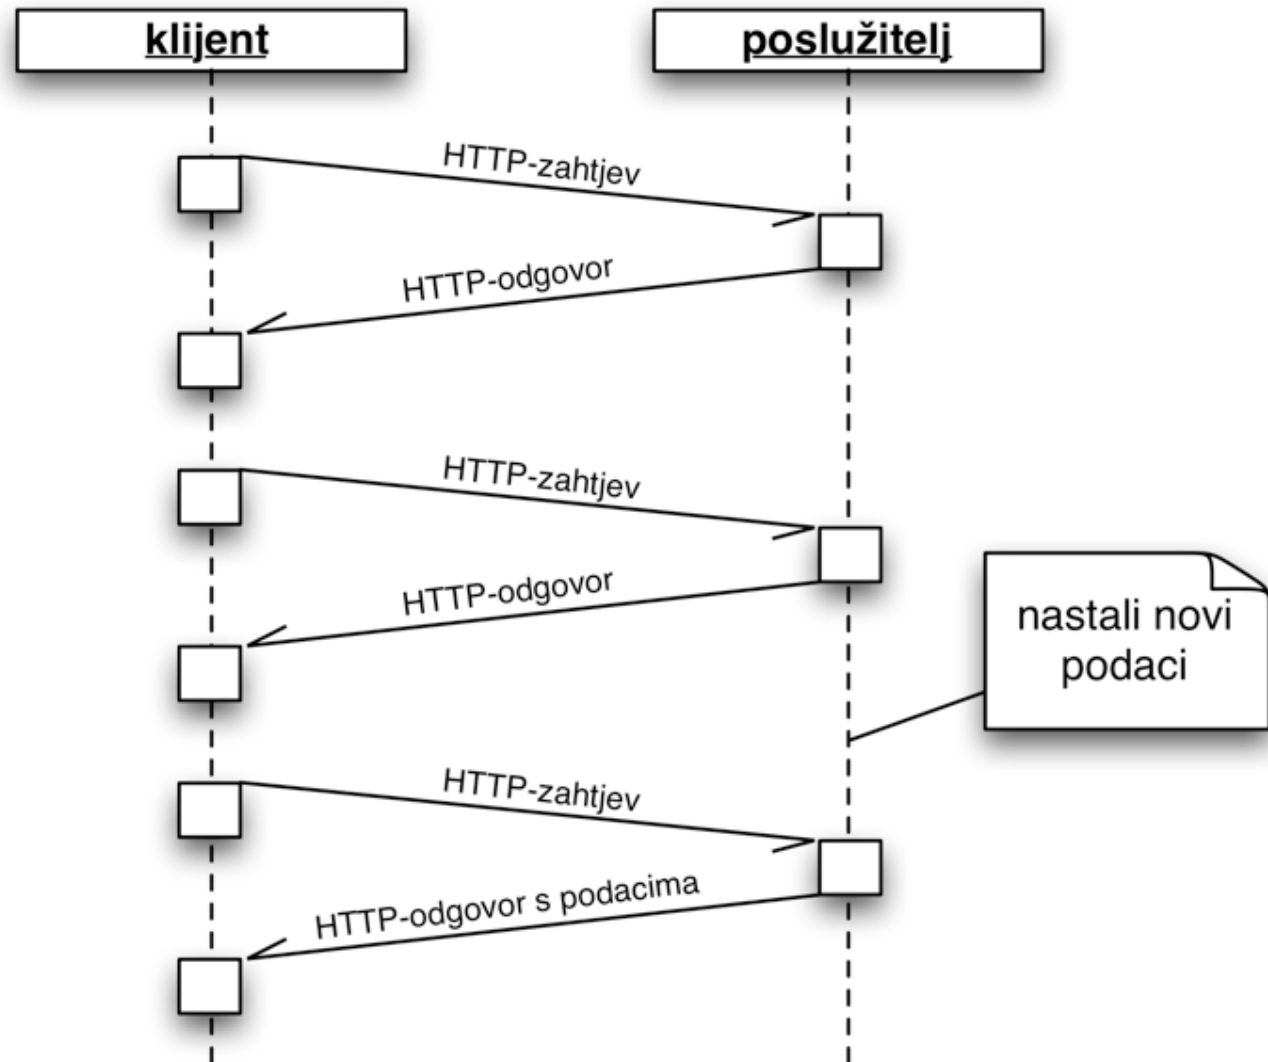 klijent
poslužitelj
HTTP-zahtjev
HTTP-odgovor
HTTP-zahtjev
HTTP-odgovor
nastali novi
podaci
HTTP-zahtjev
HTTP-odgovor s podacima